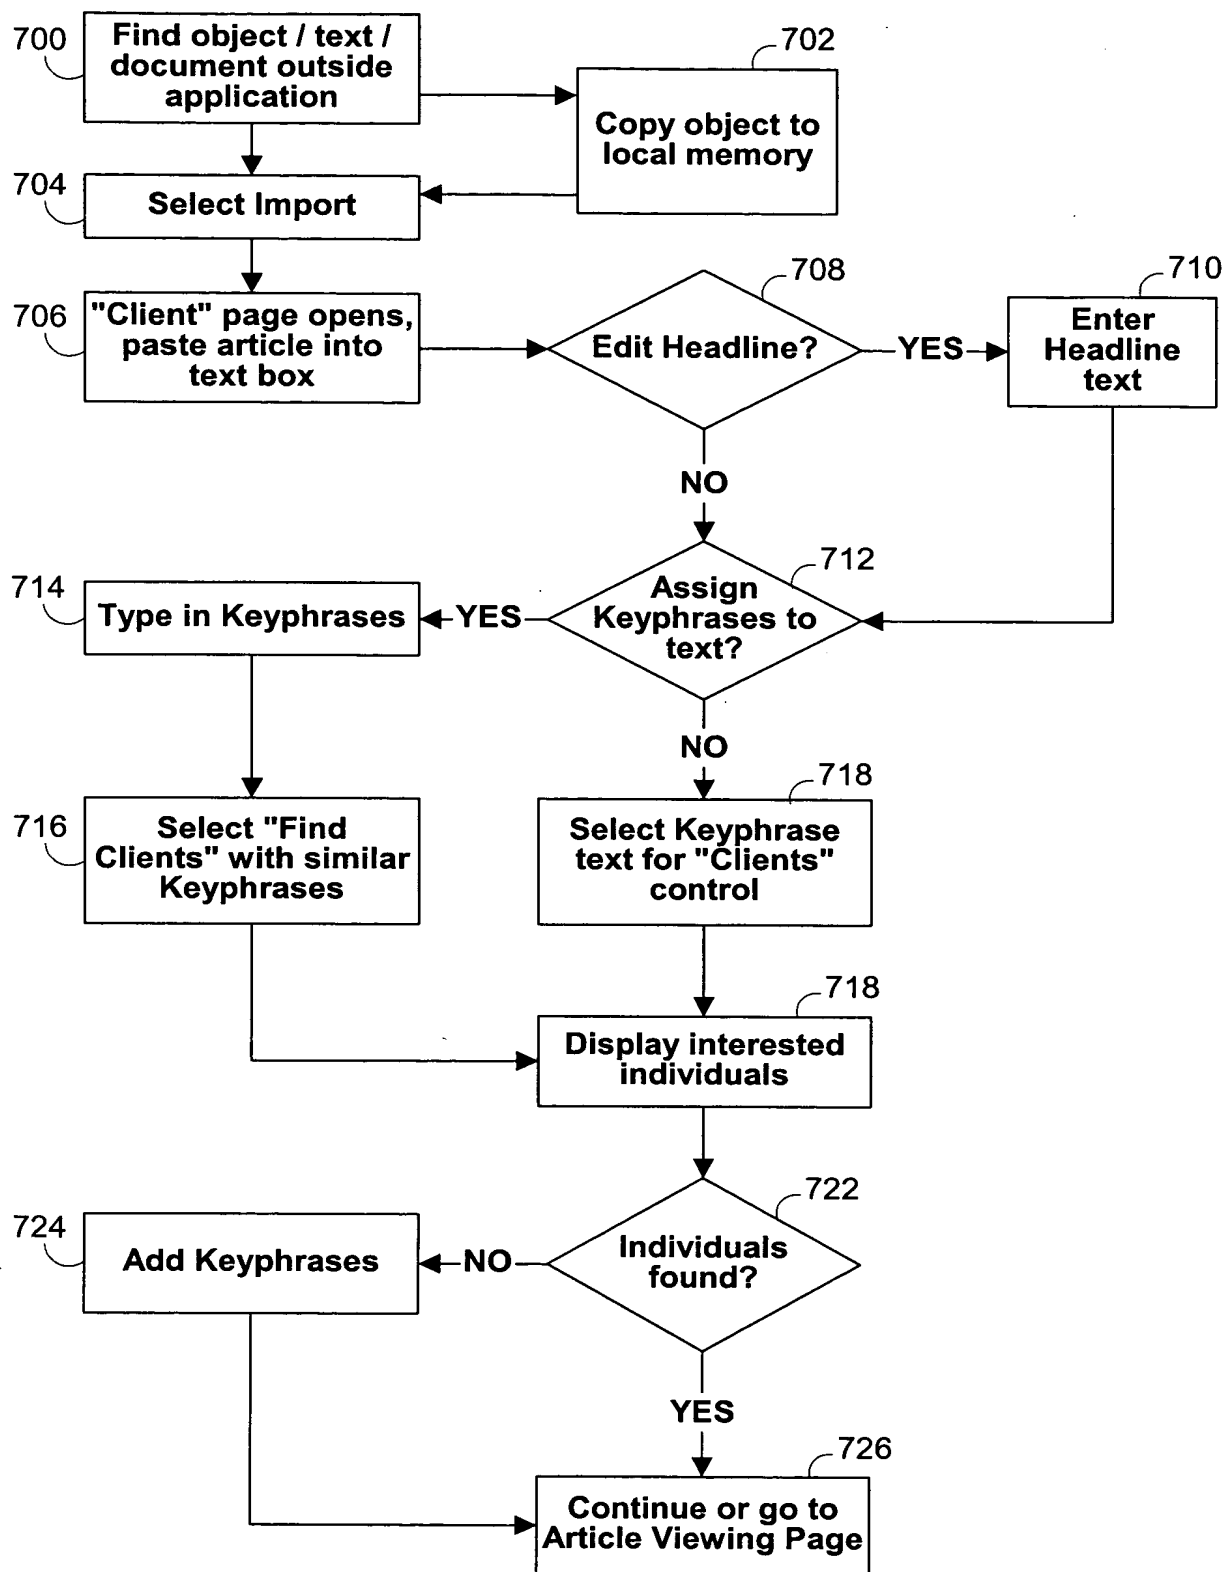 700
Find object / text /
document outside
application
702
Copy object to
local memory
704
Select Import
706
"Client" page opens,
paste article into
text box
708
Edit Headline?
YES
710
Enter
Headline
text
NO
712
Assign
Keyphrases to
text?
YES
714
Type in Keyphrases
NO
716
Select "Find
Clients" with similar
Keyphrases
718
Select Keyphrase
text for "Clients"
control
718
Display interested
individuals
722
Individuals
found?
NO
724
Add Keyphrases
YES
726
Continue or go to
Article Viewing Page